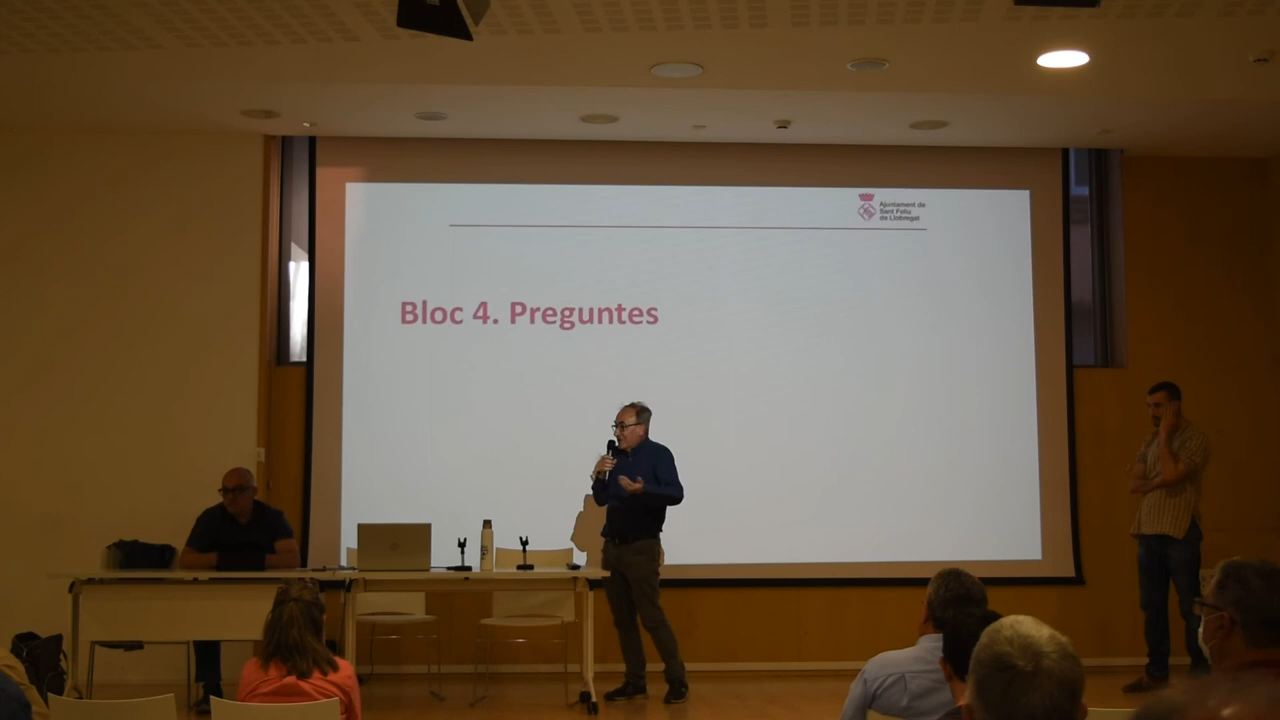 Ajuntament de
Sant Feliu
de Llobregat
Bloc 4. Preguntes